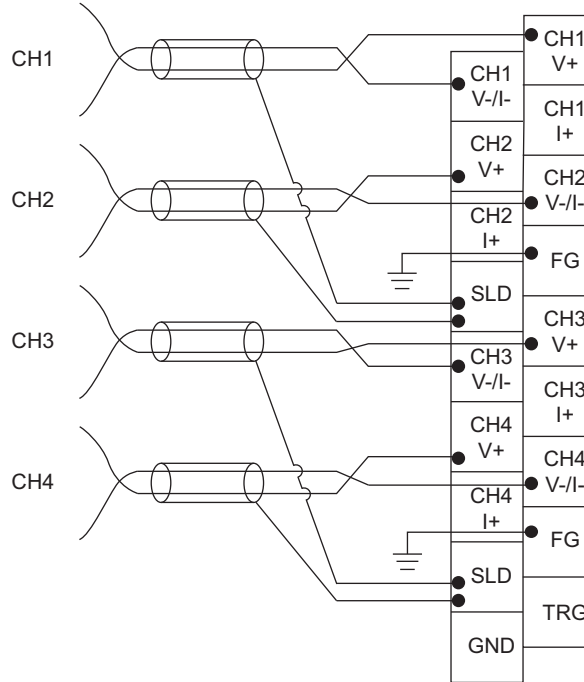 CH1
CH2
CH3
CH4
CH1
V-/I-
CH2
V+
CH2
I+
SLD
CH3
V-/I-
CH4
V+
CH4
I+
SLD
GND
CH1
V+
CH1
I+
CH2
V-/I-
FG
CH3
V+
CH3
I+
CH4
V-/I-
FG
TRG